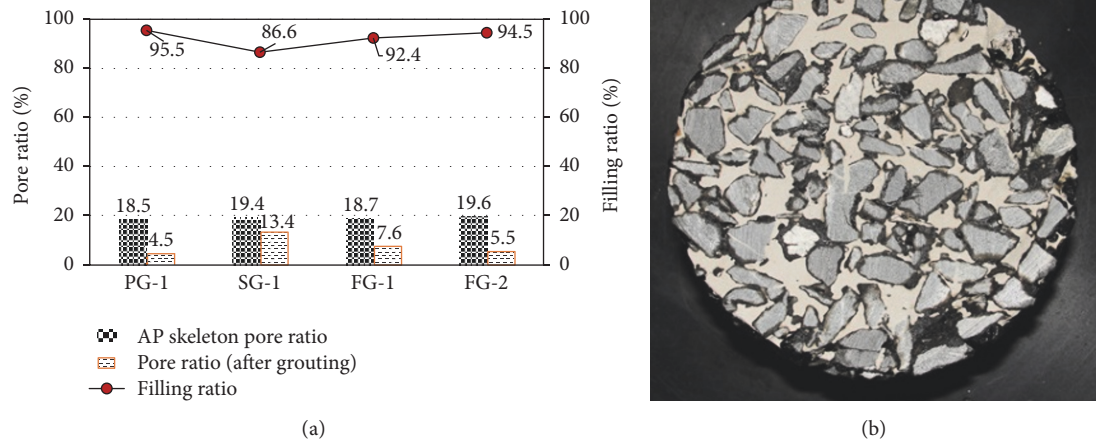 100
80
60
40
20
0
Pore ratio (%)
95.5
86.6
92.4
94.5
18.5
4.5
19.4
13.4
18.7
7.6
19.6
5.5
PG-1
SG-1
FG-1
FG-2
100
80
60
40
20
0
Filling ratio (%)
AP skeleton pore ratio
Pore ratio (after grouting)
Filling ratio
(a)
(b)